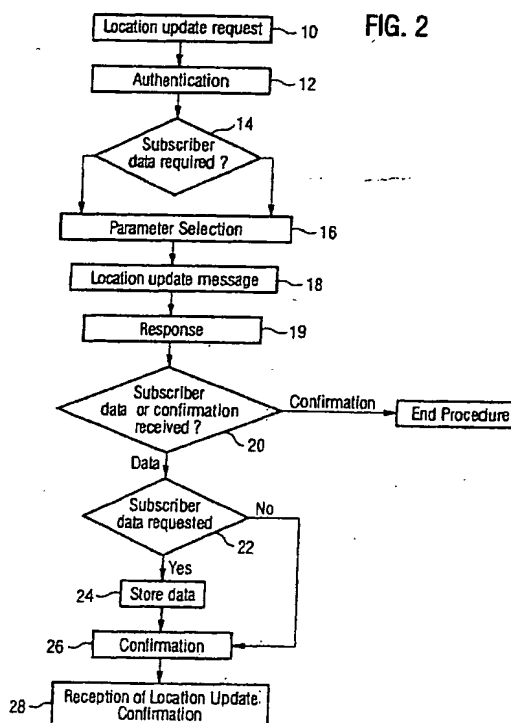 FIG. 2
Location update request
10
Authentication
12
14
Subscriber
data required ?
Parameter Selection
16
Location update message
18
Response
19
Subscriber
data or confirmation
received ?
20
Confirmation
End Procedure
Data
Subscriber
data requested
22
No
Yes
24
Store data
26
Confirmation
28
Reception of Location Update
Confirmation